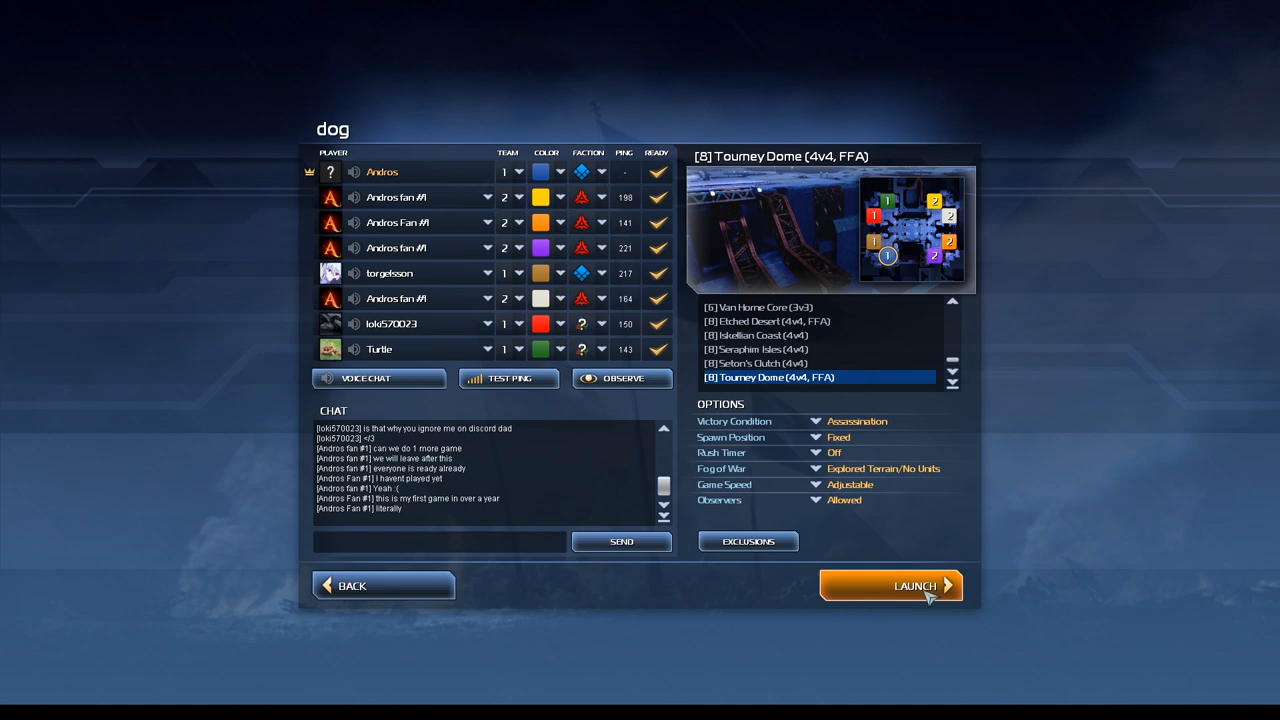 dog
PLAYER TEAM COLOR FACTION PING READY
? Andros 1 -
A Andros fan #1 2 198
A Andros Fan #1 2 141
A Andros fan #1 2 221
torgelsson 1 217
A Andros fan #1 2 164
loki570023 1 ? 150
Turtle 1 ? 143
VOICE CHAT TEST PING OBSERVE
CHAT
[loki570023] is that why you ignore me on discord dad
[loki570023] </3
[Andros fan #1] can we do 1 more game
[Andros fan #1] we will leave after this
[Andros fan #1] everyone is ready already
[Andros Fan #1] I havent played yet
[Andros fan #1] Yeah :(
[Andros Fan #1] this is my first game in over a year
[Andros Fan #1] literally
SEND
BACK
[8] Tourney Dome (4v4, FFA)
1 2
1 2
1 2
1 2
[6] Van Horne Core (3v3)
[8] Etched Desert (4v4, FFA)
[8] Iskellian Coast (4v4)
[8] Seraphim Isles (4v4)
[8] Seton's Clutch (4v4)
[8] Tourney Dome (4v4, FFA)
OPTIONS
Victory Condition Assassination
Spawn Position Fixed
Rush Timer Off
Fog of War Explored Terrain/No Units
Game Speed Adjustable
Observers Allowed
EXCLUSIONS
LAUNCH